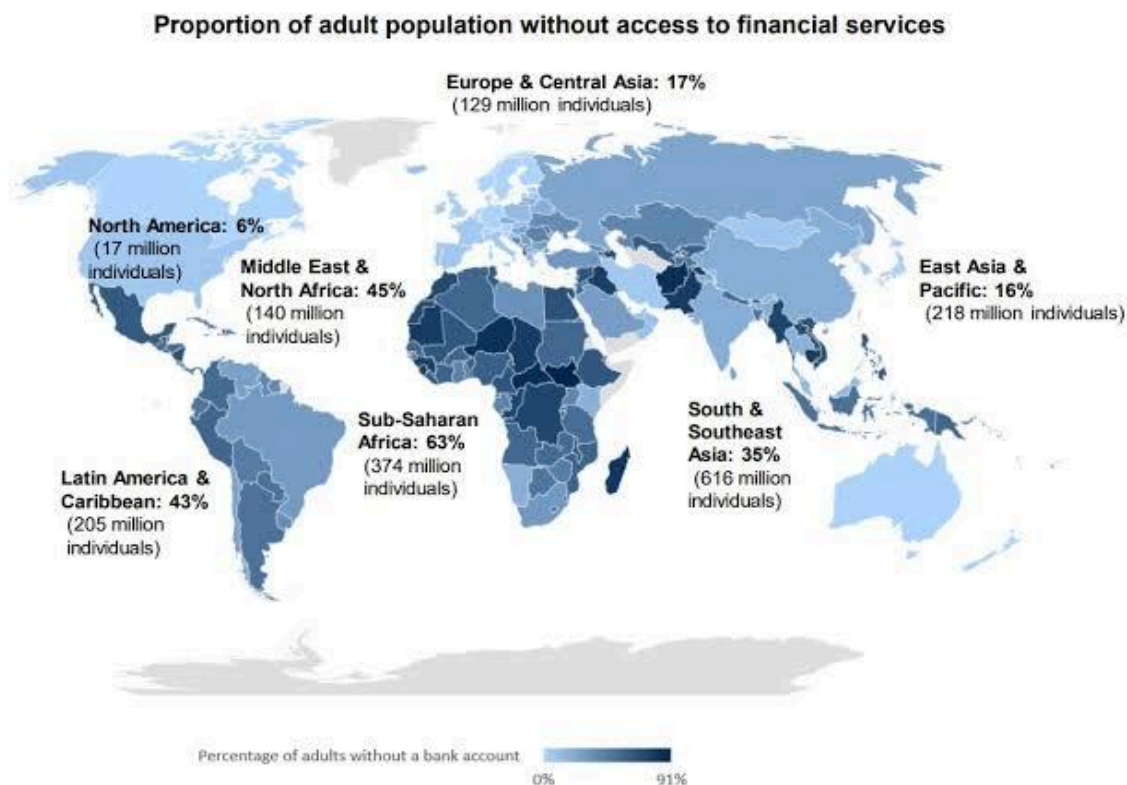 Proportion of adult population without access to financial services
Europe & Central Asia: 17%
(129 million individuals)
North America: 6%
(17 million
individuals)
Middle East &
North Africa: 45%
(140 million
individuals)
East Asia &
Pacific: 16%
(218 million individuals)
Sub-Saharan
Africa: 63%
(374 million
individuals)
South &
Southeast
Asia: 35%
(616 million
individuals)
Latin America &
Caribbean: 43%
(205 million
individuals)
Percentage of adults without a bank account
0%
91%